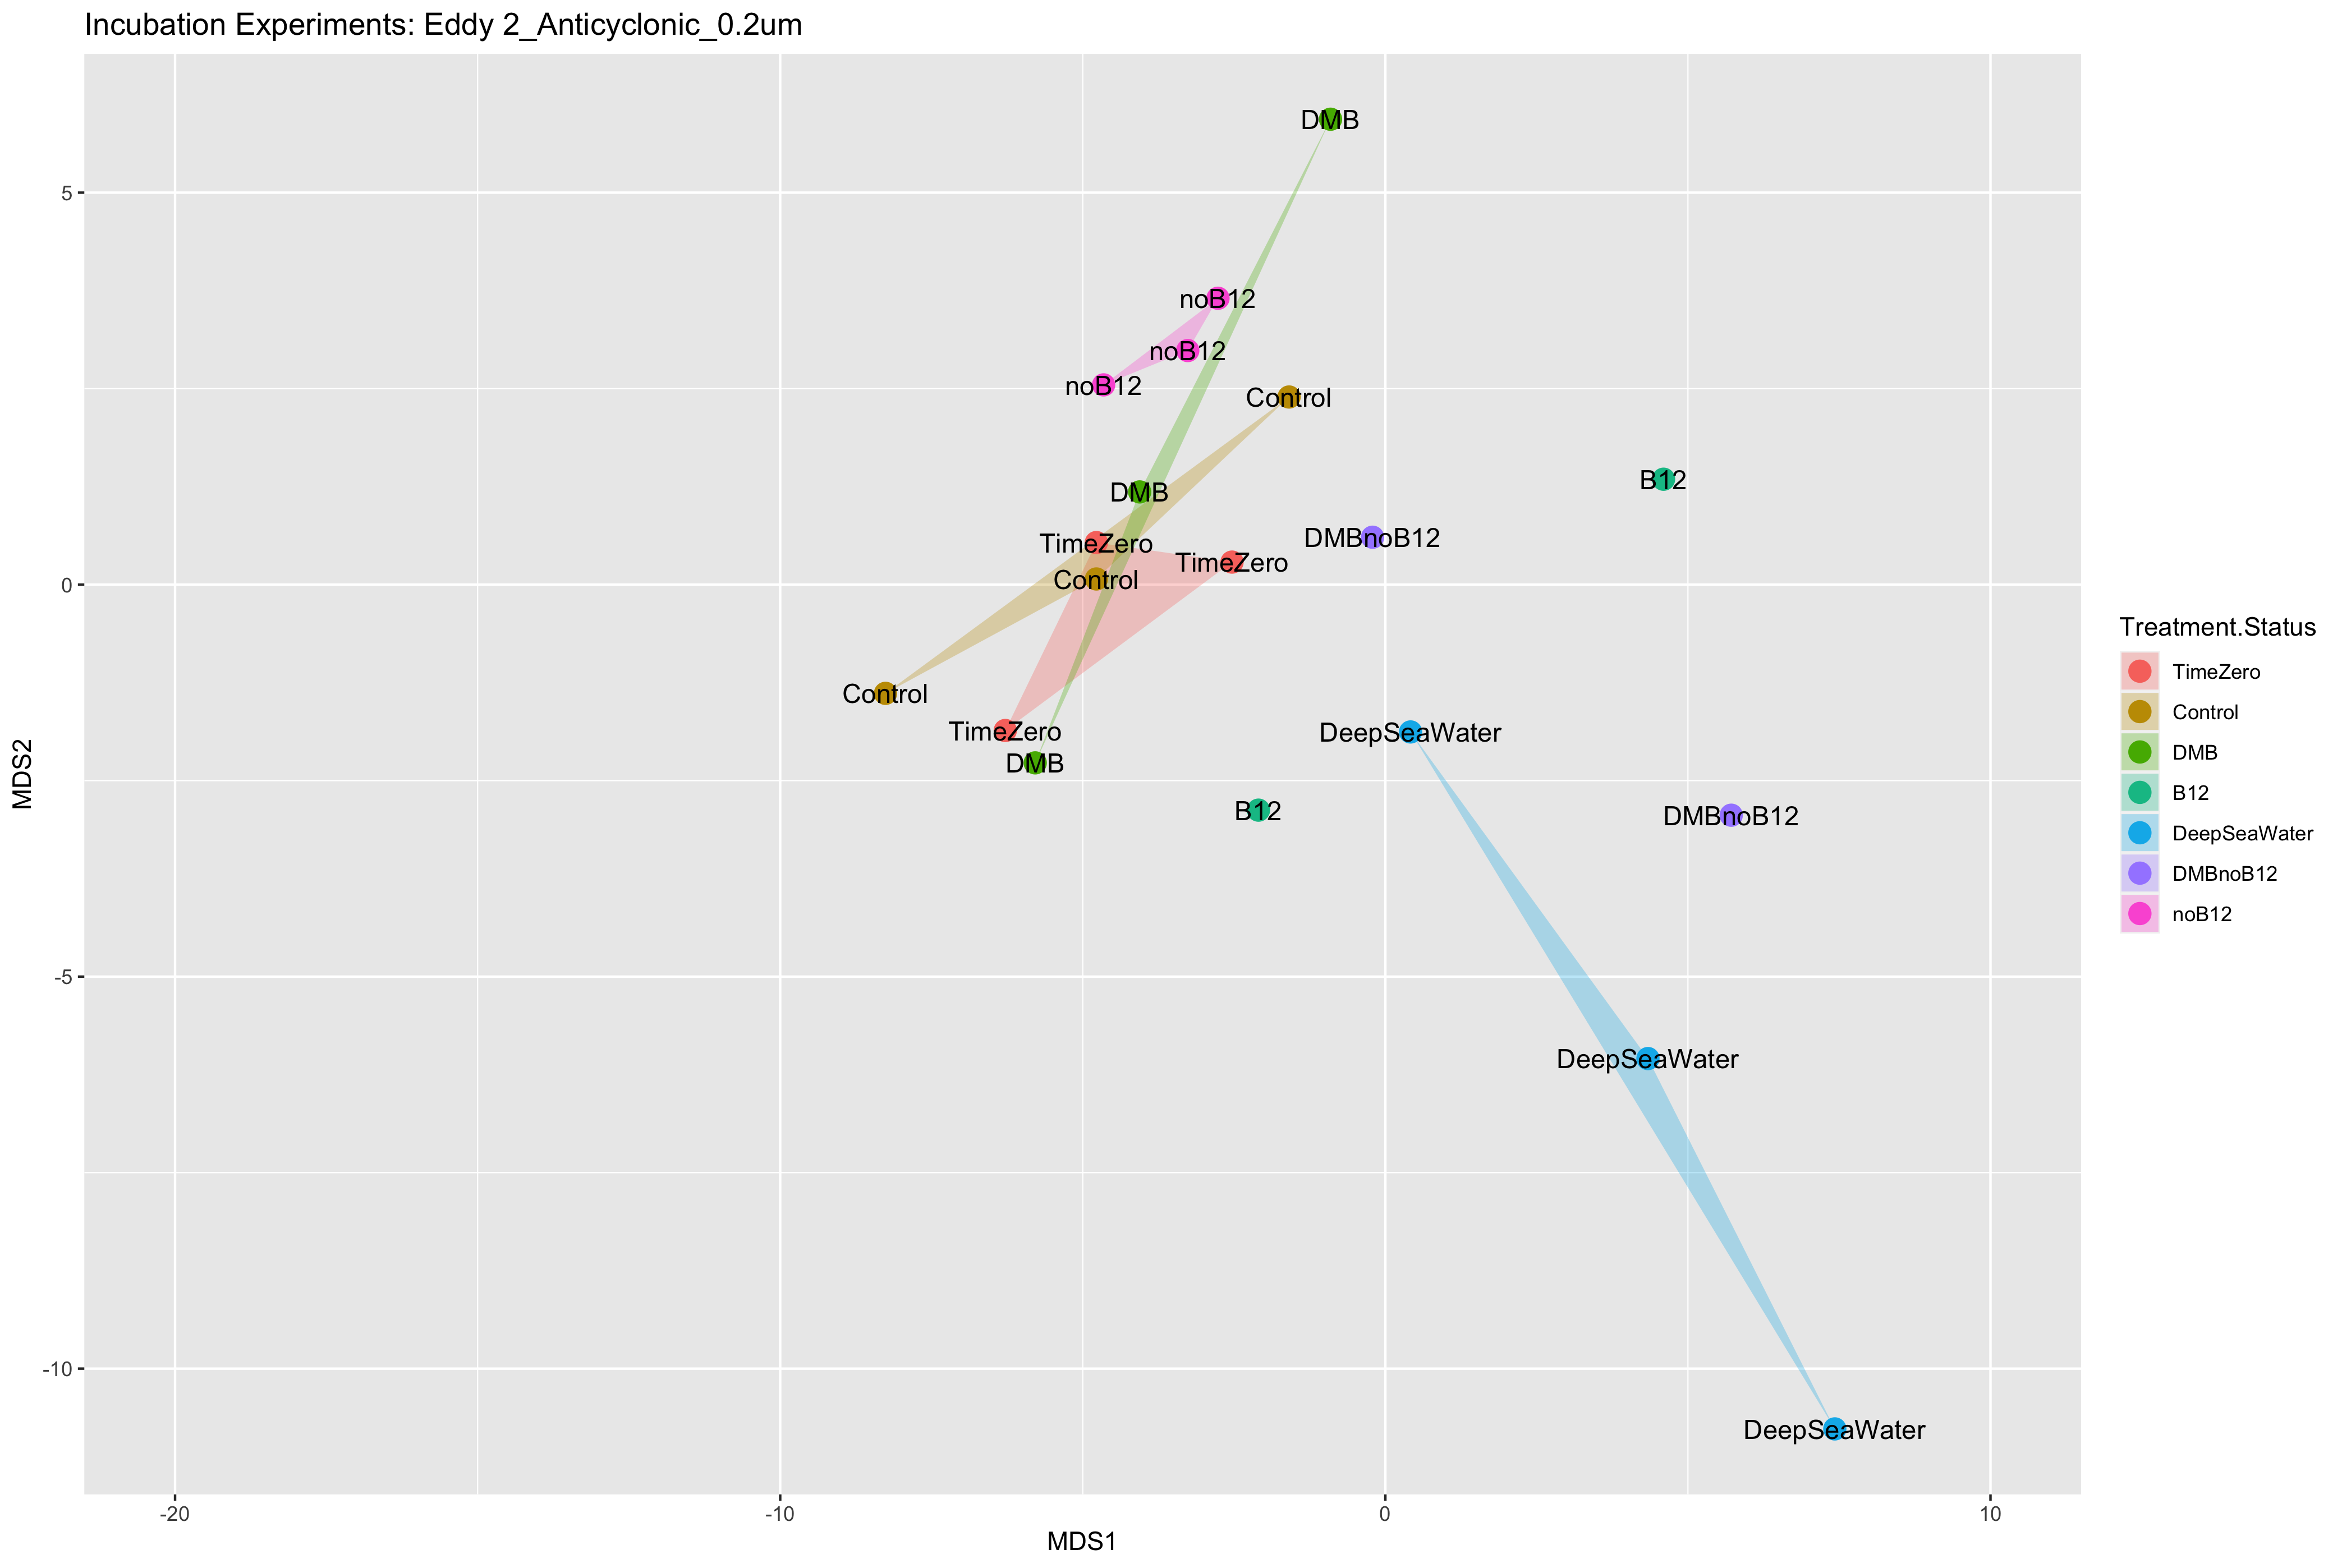 Incubation Experiments: Eddy 2_Anticyclonic_0.2um
DMB
5
noB12
noB12
noB12
Control
B12
DMB
DMBnoB12
TimeZero
TimeZero
Control
0
Control
TimeZero
DeepSeaWater
DMB
B12
DMBnoB12
MDS2
-5
DeepSeaWater
-10
DeepSeaWater
-20
-10
0
10
MDS1
Treatment.Status
TimeZero
Control
DMB
B12
DeepSeaWater
DMBnoB12
noB12